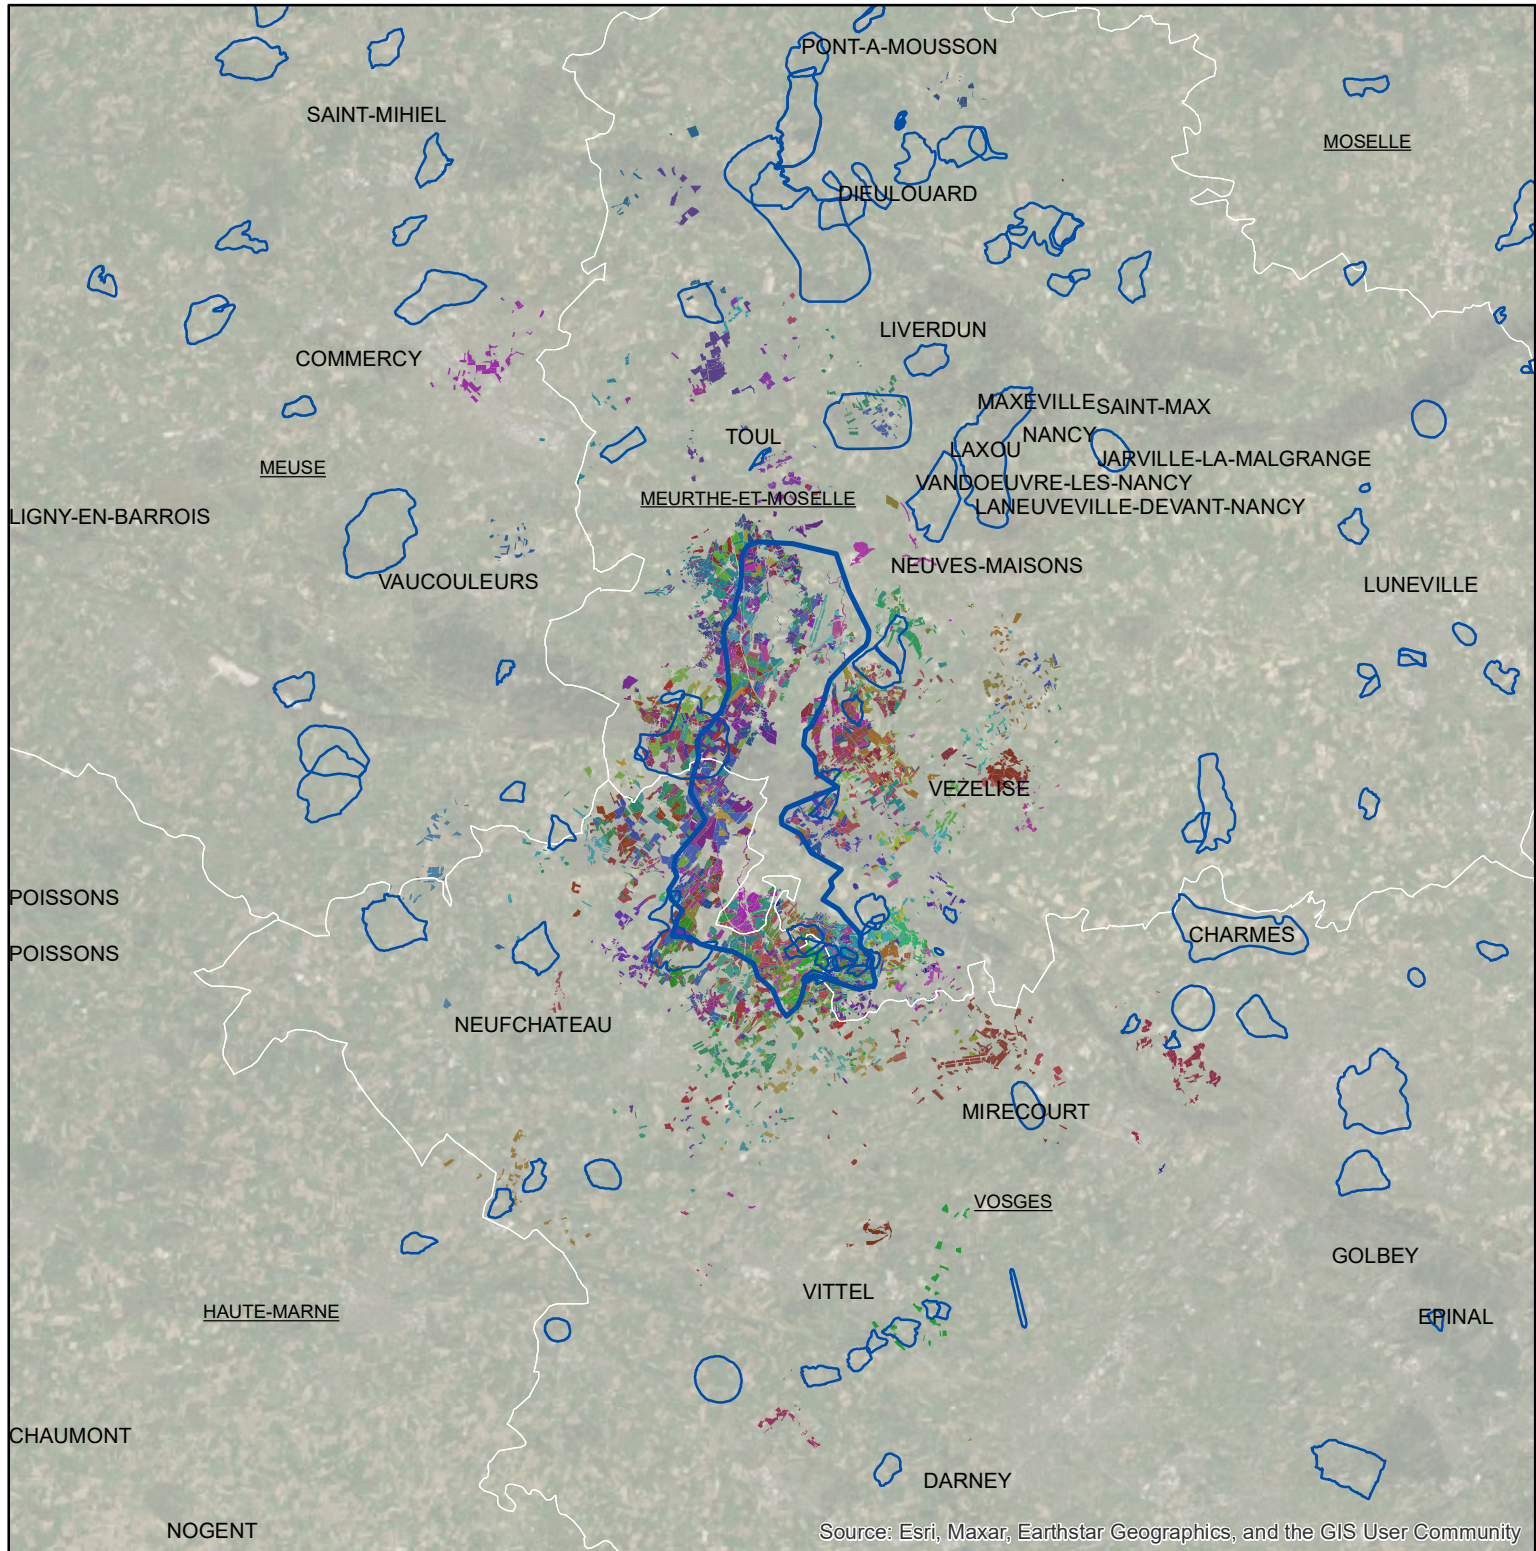 PONT-A-MOUSSON
SAINT-MIHIEL
MOSELLE
DIEULOUARD
LIVERDUN
COMMERCY
MAXEVILLE
SAINT-MAX
NANCY
TOUL
LAXOU
JARVILLE-LA-MALGRANGE
MEUSE
VANDOEUVRE-LES-NANCY
MEURTHE-ET-MOSELLE
LANEUVEVILLE-DEVANT-NANCY
LIGNY-EN-BARROIS
NEUVES-MAISONS
VAUCOULEURS
LUNEVILLE
VEZELISE
POISSONS
CHARMES
POISSONS
NEUFCHATEAU
MIRECOURT
VOSGES
GOLBEY
VITTEL
HAUTE-MARNE
EPINAL
CHAUMONT
DARNEY
NOGENT
Source: Esri, Maxar, Earthstar Geographics, and the GIS User Community